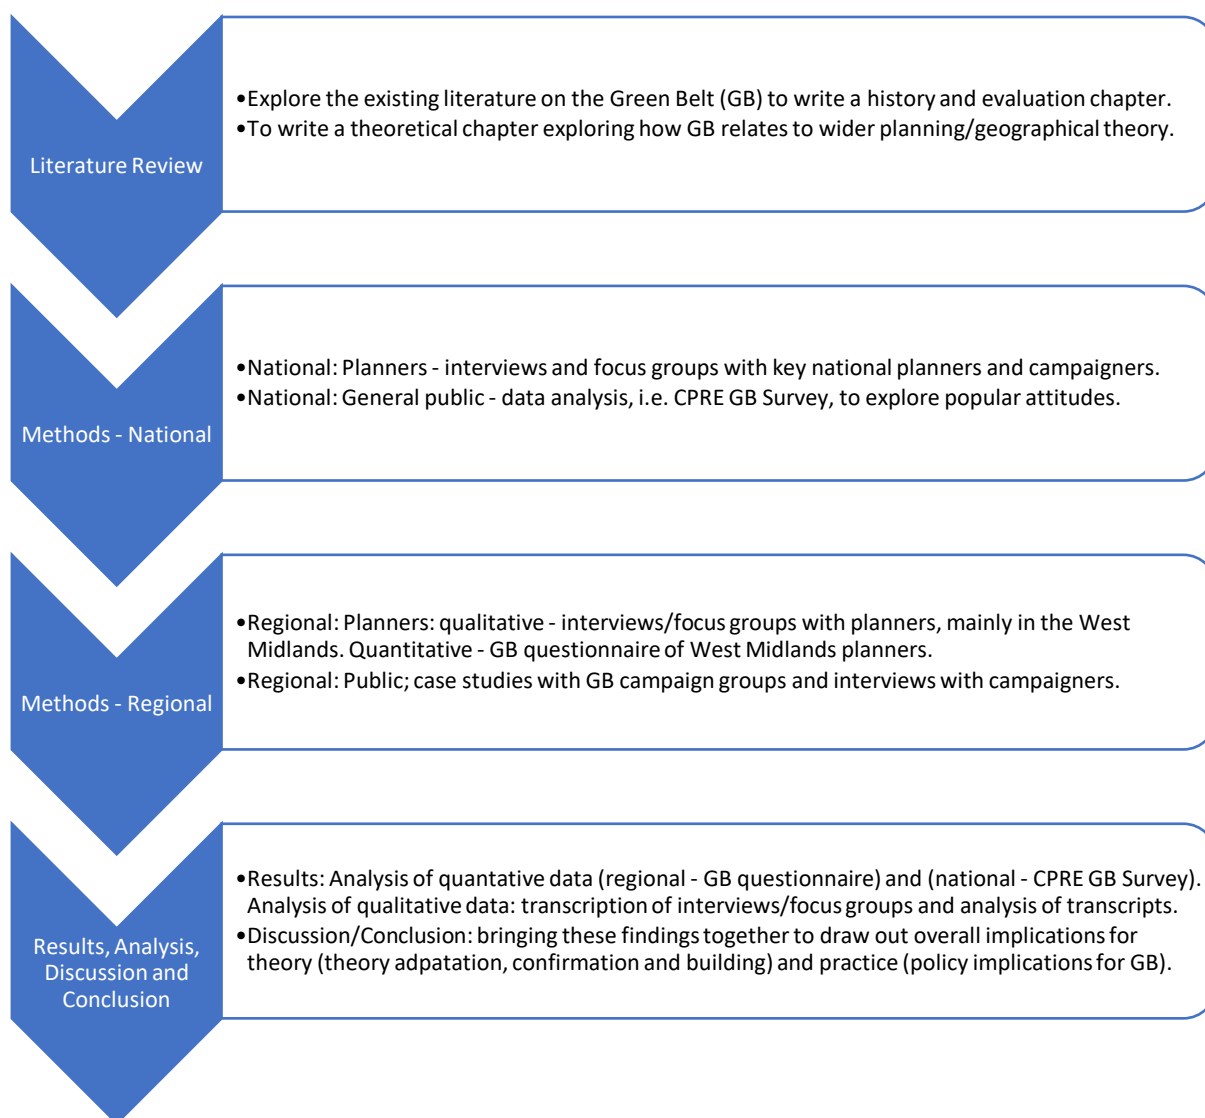 Literature Review
•Explore the existing literature on the Green Belt (GB) to write a history and evaluation chapter.
•To write a theoretical chapter exploring how GB relates to wider planning/geographical theory.
Methods - National
•National: Planners - interviews and focus groups with key national planners and campaigners.
•National: General public - data analysis, i.e. CPRE GB Survey, to explore popular attitudes.
Methods - Regional
•Regional: Planners: qualitative - interviews/focus groups with planners, mainly in the West
Midlands. Quantitative - GB questionnaire of West Midlands planners.
•Regional: Public; case studies with GB campaign groups and interviews with campaigners.
Results, Analysis,
Discussion and
Conclusion
•Results: Analysis of quantative data (regional - GB questionnaire) and (national - CPRE GB Survey).
Analysis of qualitative data: transcription of interviews/focus groups and analysis of transcripts.
•Discussion/Conclusion: bringing these findings together to draw out overall implications for
theory (theory adpatation, confirmation and building) and practice (policy implications for GB).